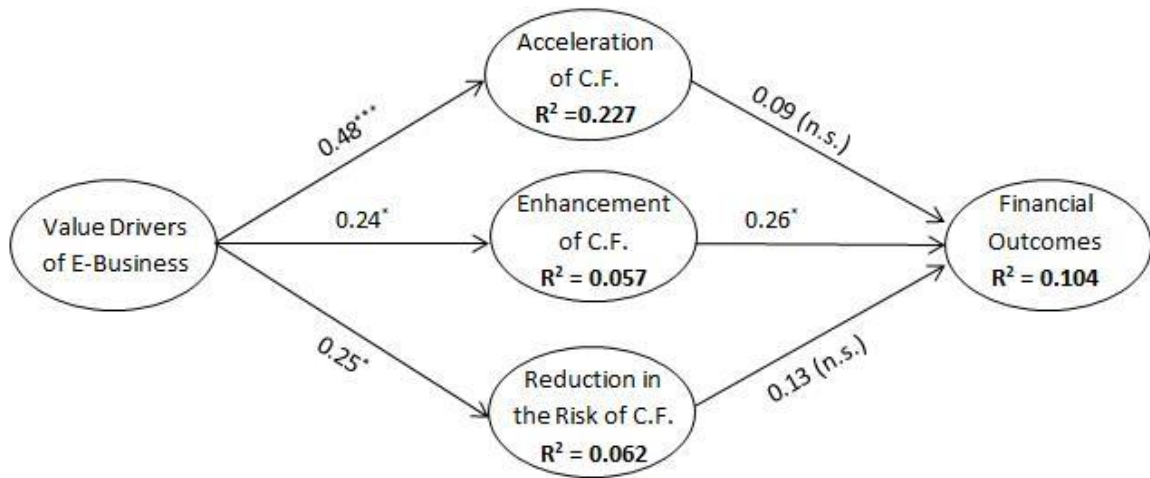 Acceleration
of C.F.
R² =0.227
0.48***
0.09 (n.s.)
Value Drivers
of E-Business
0.24*
Enhancement
of C.F.
R² = 0.057
0.26*
Financial
Outcomes
R² = 0.104
0.25*
Reduction in
the Risk of C.F.
R² = 0.062
0.13 (n.s.)